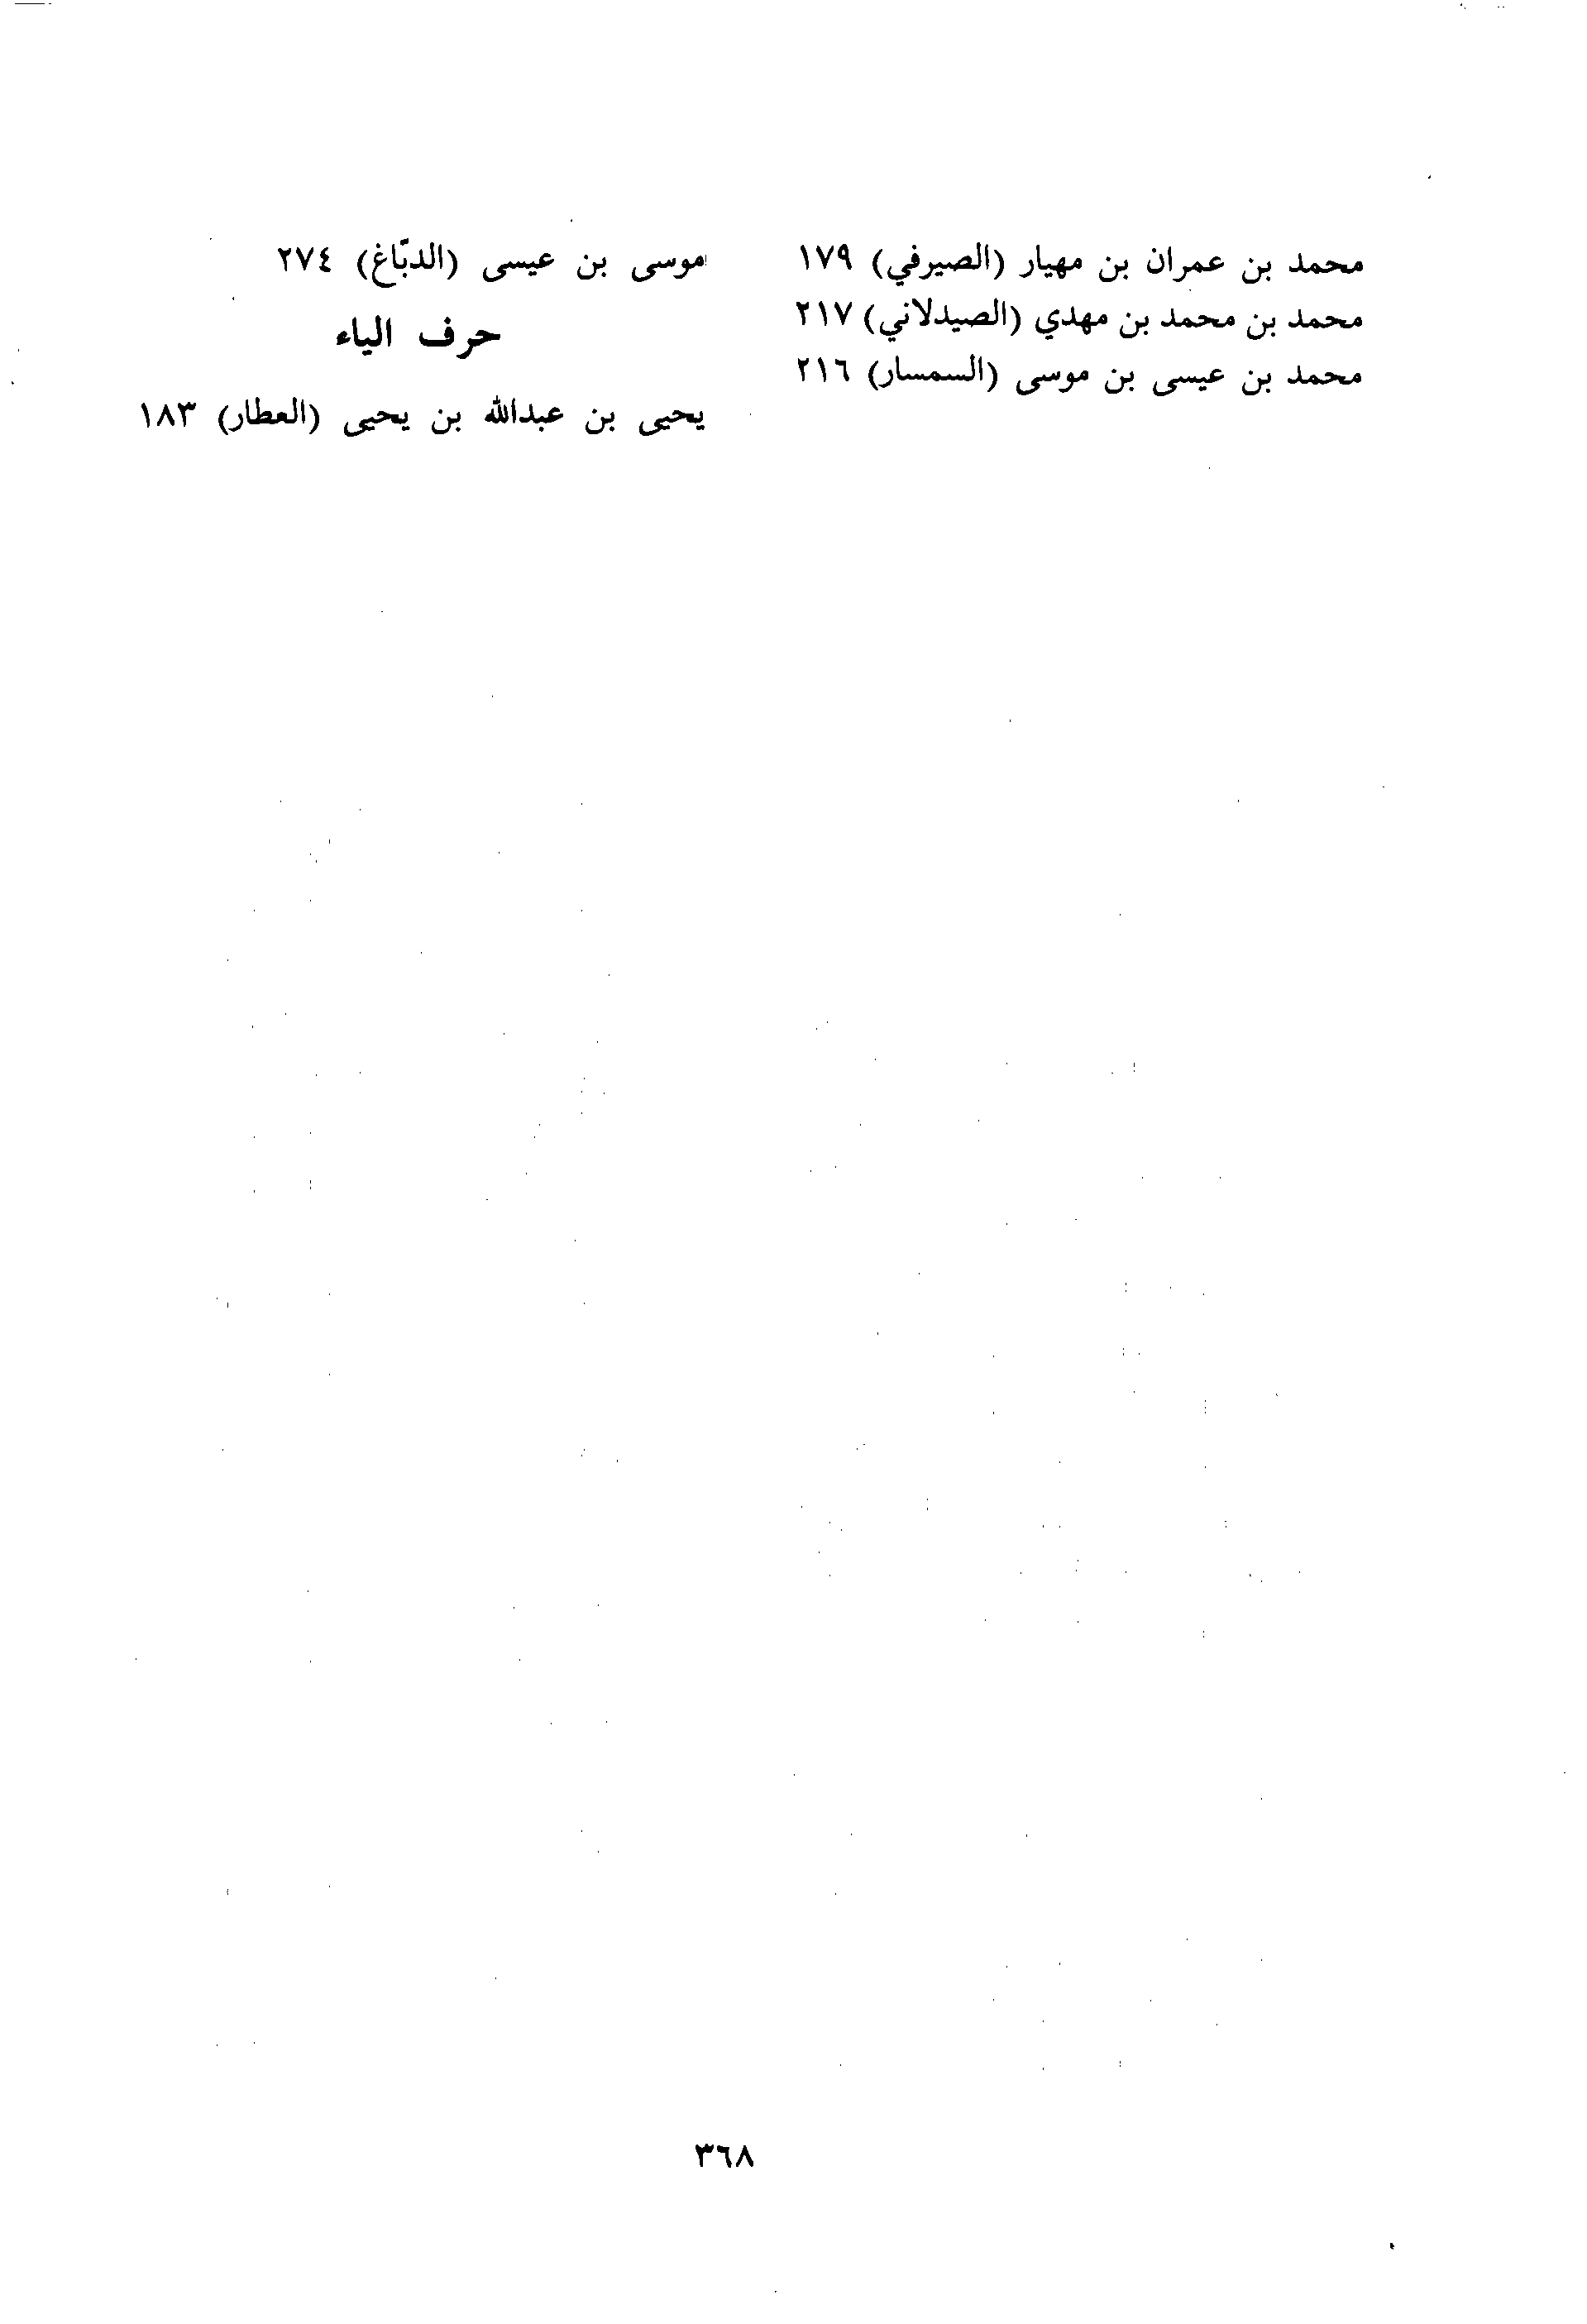 محمد بن عمران بن مهيار (الصيرفي) ١٧٩
محمد بن محمد بن مهدي (الصيدلاني) ٢١٧
محمد بن عيسى بن موسى (السمسار) ٢١٦
موسى بن عيسى (الدبّاغ) ٢٧٤
حرف الياء
يحيى بن عبدالله بن يحيى (العطار) ١٨٣
٣٦٨